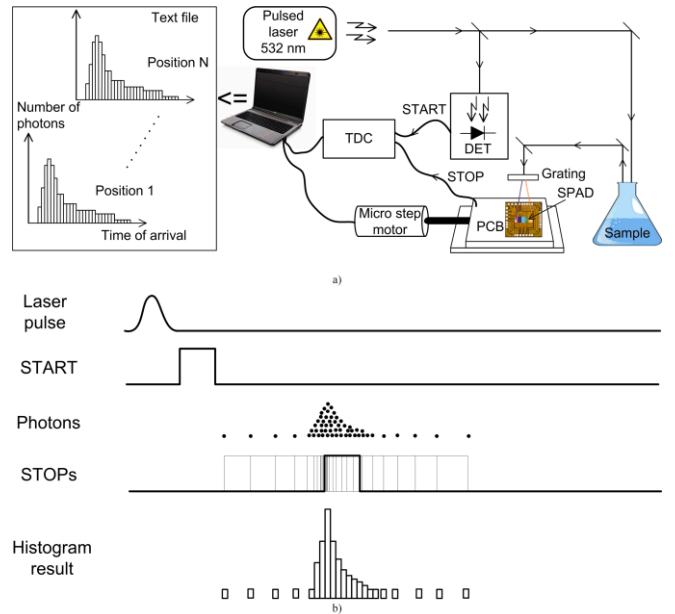 Text file
Position N
Number of
photons
Position 1
Time of arrival
<=
Pulsed
laser
532 nm
START
TDC
DET
STOP
Grating
SPAD
Micro step
motor
PCB
Sample
a)
Laser
pulse
START
Photons
STOPs
Histogram
result
b)